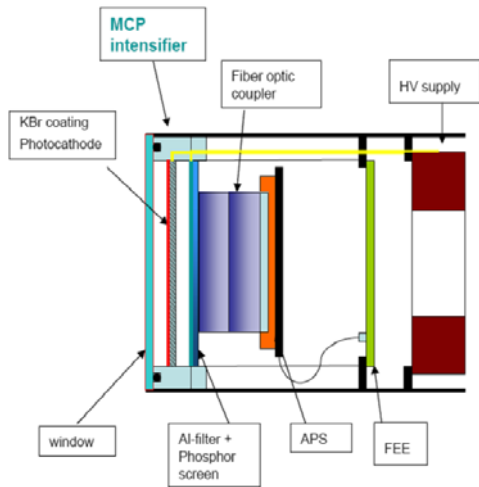 MCP
intensifier
Fiber optic
coupler
HV supply
KBr coating
Photocathode
window
Al-filter +
Phosphor
screen
APS
FEE